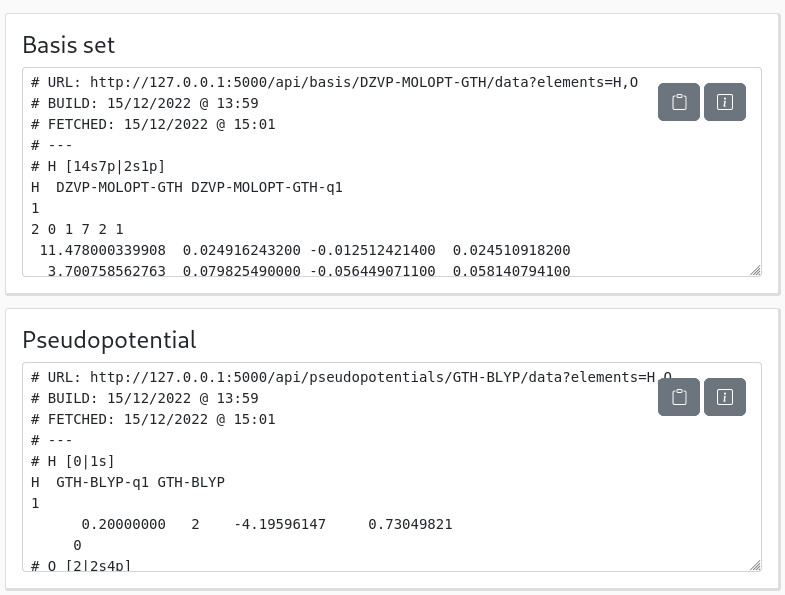 Basis set
# URL: http://127.0.0.1:5000/api/basis/DZVP-MOLOPT-GTH/data?elements=H,O
# BUILD: 15/12/2022 @ 13:59
# FETCHED: 15/12/2022 @ 15:01
# ---
# H [14s7p|2s1p]
H  DZVP-MOLOPT-GTH DZVP-MOLOPT-GTH-q1
1
2 0 1 7 2 1
 11.478000339908  0.024916243200 -0.012512421400  0.024510918200
  3.700758562763  0.079825490000 -0.056449071100  0.058140794100
Pseudopotential
# URL: http://127.0.0.1:5000/api/pseudopotentials/GTH-BLYP/data?elements=H,O
# BUILD: 15/12/2022 @ 13:59
# FETCHED: 15/12/2022 @ 15:01
# ---
# H [0|1s]
H  GTH-BLYP-q1 GTH-BLYP
1
      0.20000000   2    -4.19596147     0.73049821
     0
# O [2|2s4p]